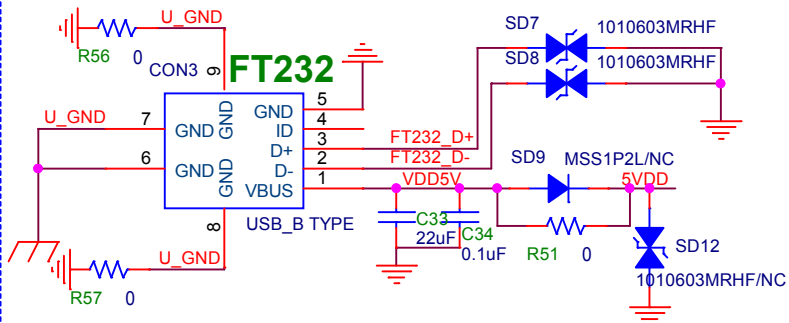 U_GND
SD7
1010603MRHF
R56
0
CON3
9
FT232
SD8
1010603MRHF
U_GND
7
GND
GND
GND
5
ID
4
D+
3
FT232_D+
6
GND
GND
D-
2
FT232_D-
SD9
MSS1P2L/NC
VBUS
1
VDD5V
5VDD
8
USB_B TYPE
C33
22uF
C34
0.1uF
R51
0
SD12
1010603MRHF/NC
U_GND
R57
0